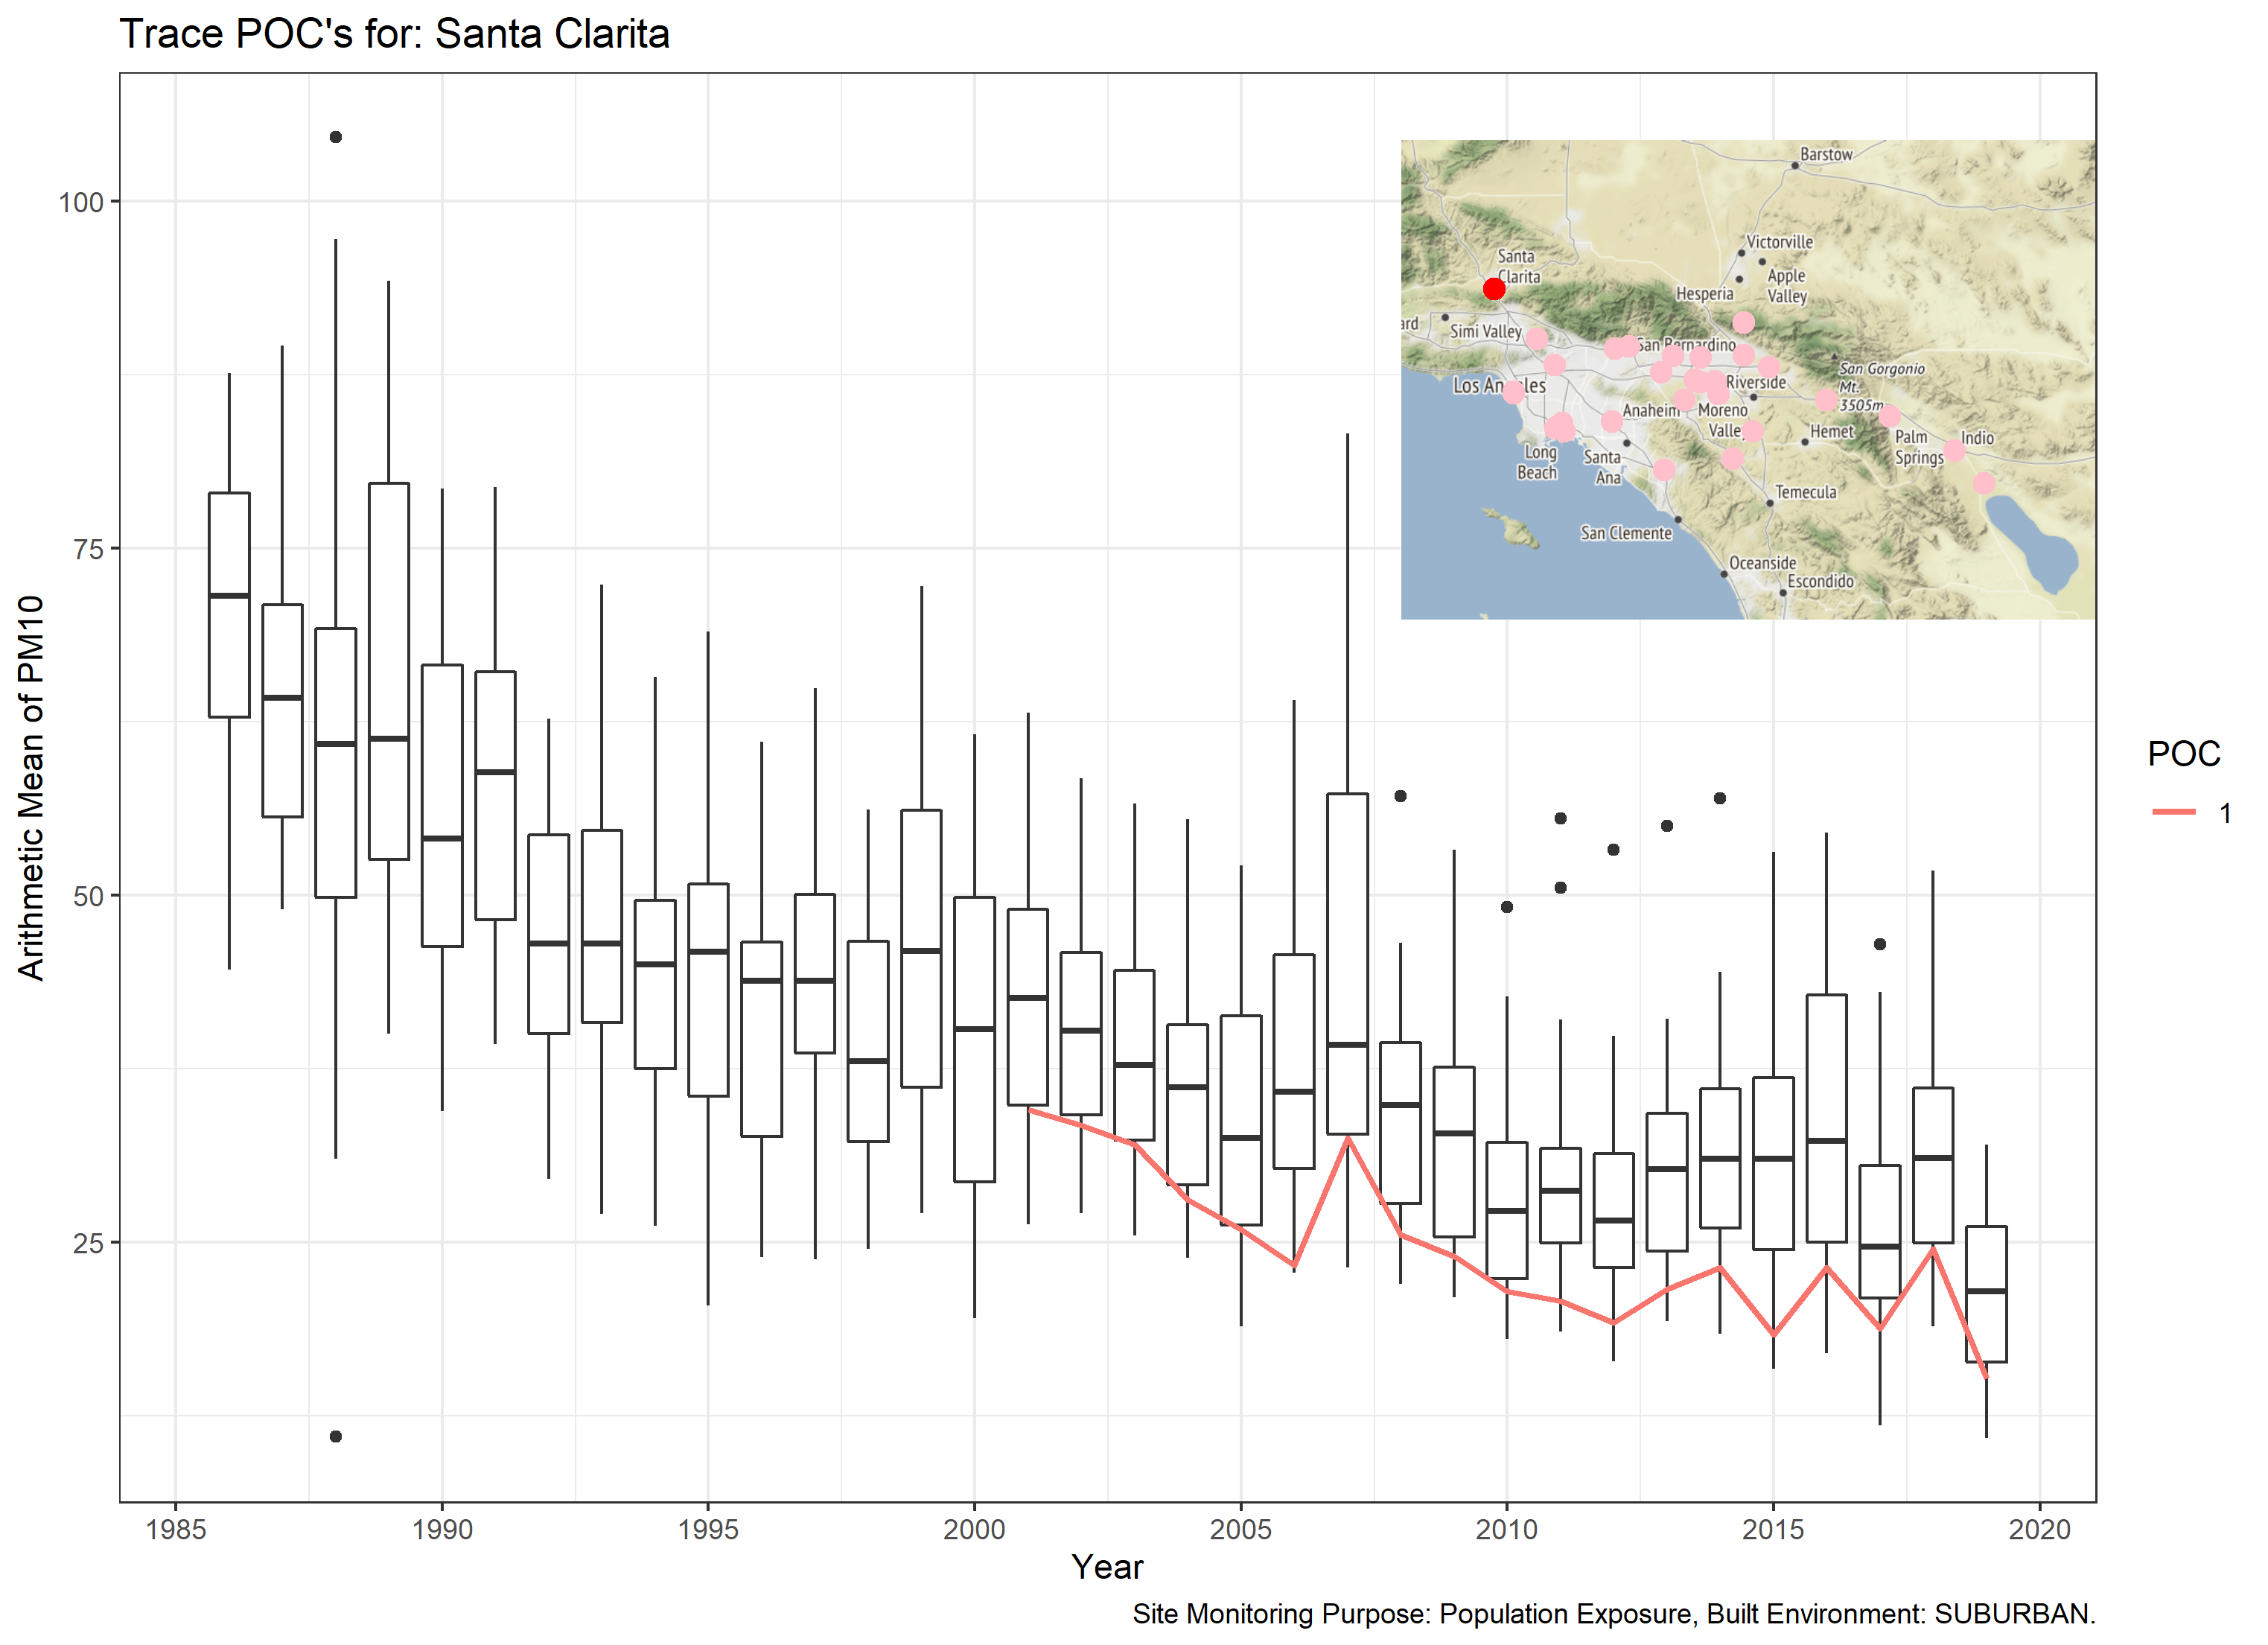 Trace POC's for: Santa Clarita
Arithmetic Mean of PM10
100
75
50
25
Barstow
Victorville
Santa
Clarita
Apple
Valley
Hesperia
ard
Simi Valley
San Bernardino
San Gorgonio
Mt.
3505m
Los Angeles
Riverside
Anaheim
Moreno
Valley
Hemet
Palm
Springs
Indio
Long
Beach
Santa
Ana
Temecula
San Clemente
Oceanside
Escondido
POC
1
1985 1990 1995 2000 2005 2010 2015 2020
Year
Site Monitoring Purpose: Population Exposure, Built Environment: SUBURBAN.